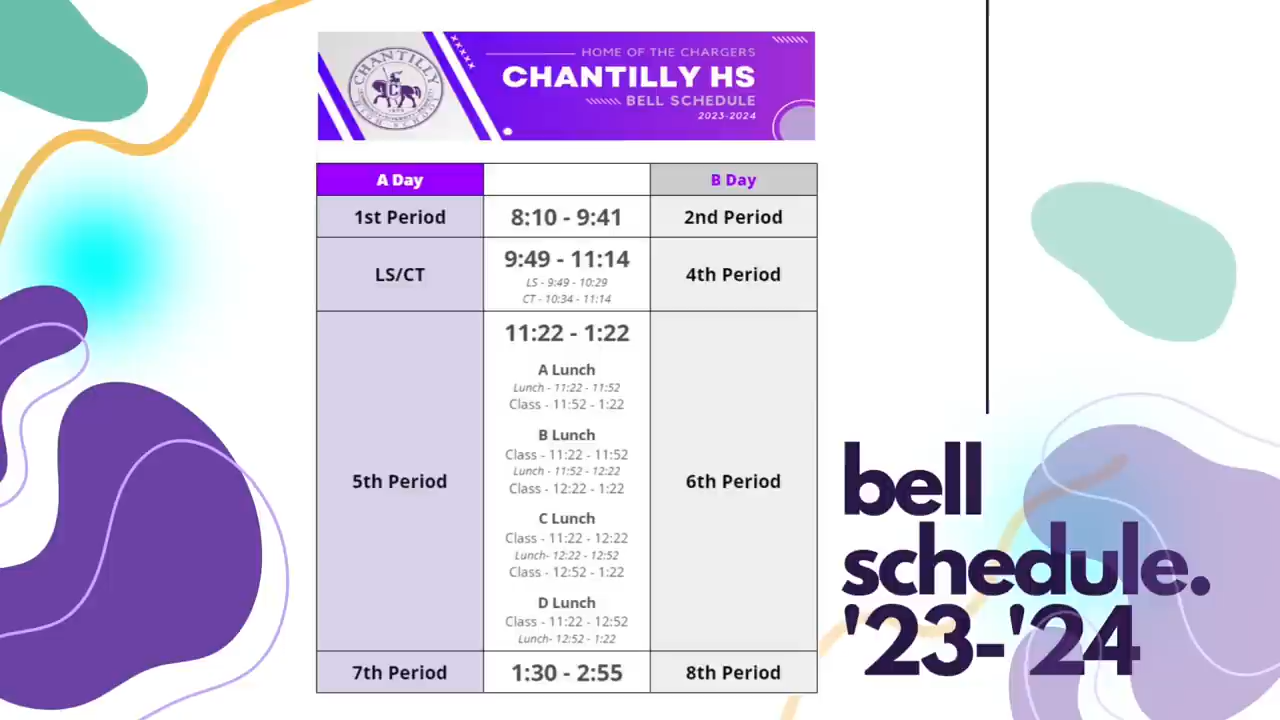 CHANTILLY
HIGH SCHOOL
HOME OF THE CHARGERS
CHANTILLY HS
BELL SCHEDULE
2023-2024
A Day
B Day
1st Period
8:10 - 9:41
2nd Period
LS/CT
9:49 - 11:14
LS - 9:49 - 10:29
CT - 10:34 - 11:14
4th Period
11:22 - 1:22
A Lunch
Lunch - 11:22 - 11:52
Class - 11:52 - 1:22
B Lunch
Class - 11:22 - 11:52
Lunch - 11:52 - 12:22
Class - 12:22 - 1:22
5th Period
6th Period
C Lunch
Class - 11:22 - 12:22
Lunch- 12:22 - 12:52
Class - 12:52 - 1:22
D Lunch
Class - 11:22 - 12:52
Lunch- 12:52 - 1:22
7th Period
1:30 - 2:55
8th Period
bell
schedule.
'23-'24